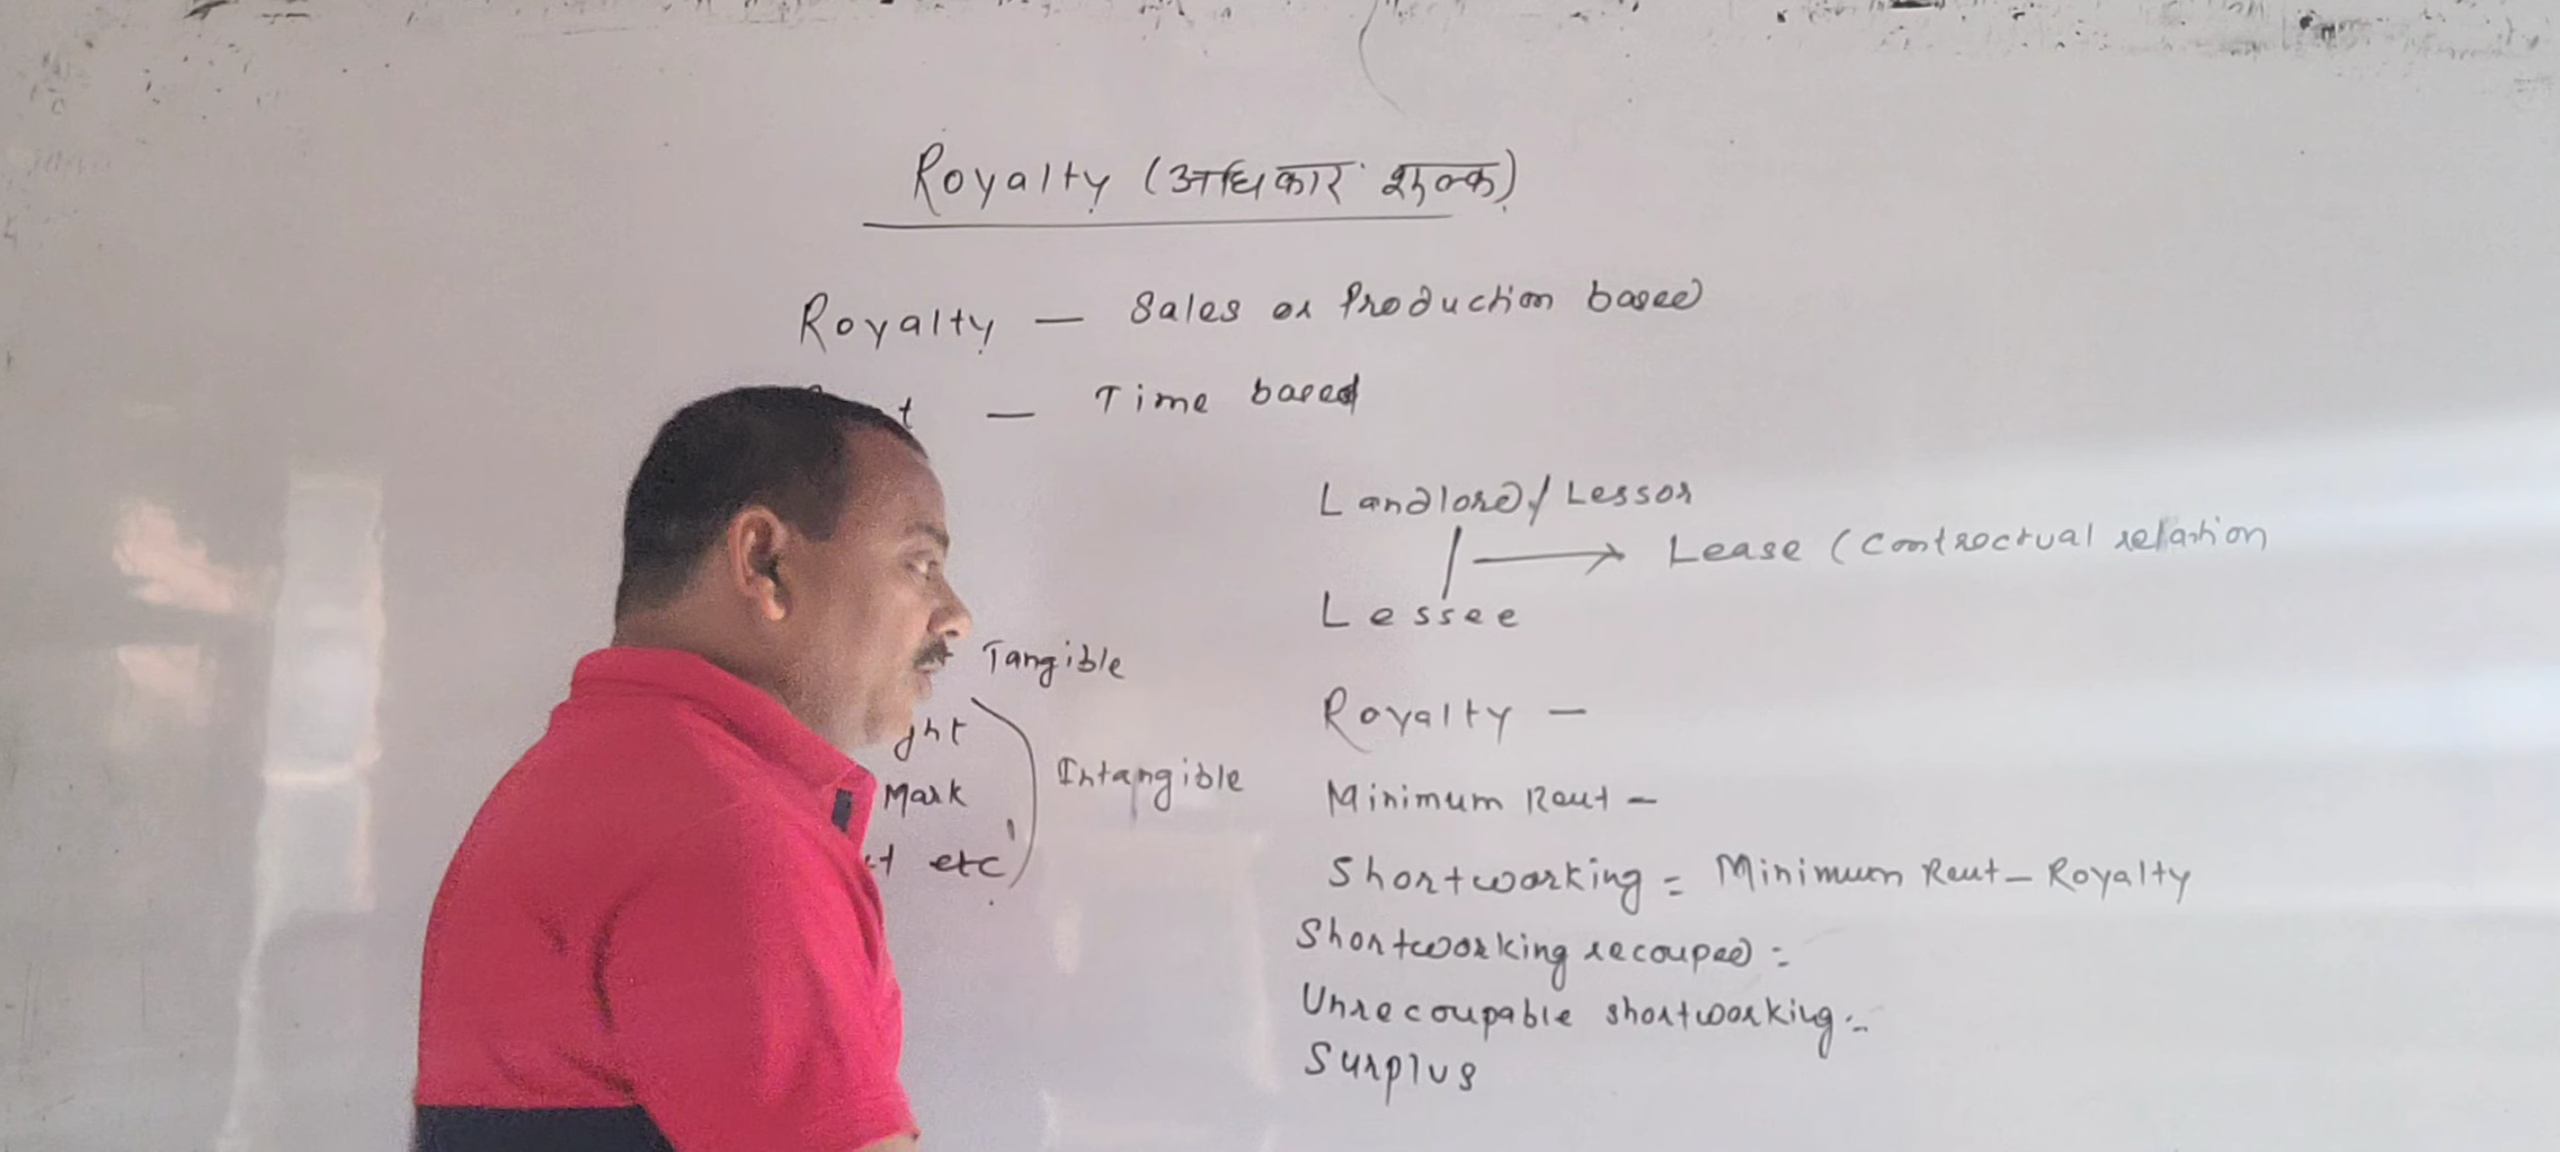 Royalty (अधिकार शुल्क)
Royalty — Sales or Production based
— Time based
Landlord / Lessor
→ Lease (Contractual relation
Lessee
Tangible
Royalty —
Mark
Intangible
Minimum Rent —
etc
Shortworking = Minimum Rent — Royalty
Shortworking recouped :-
Unrecoupable shortworking :-
Surplus